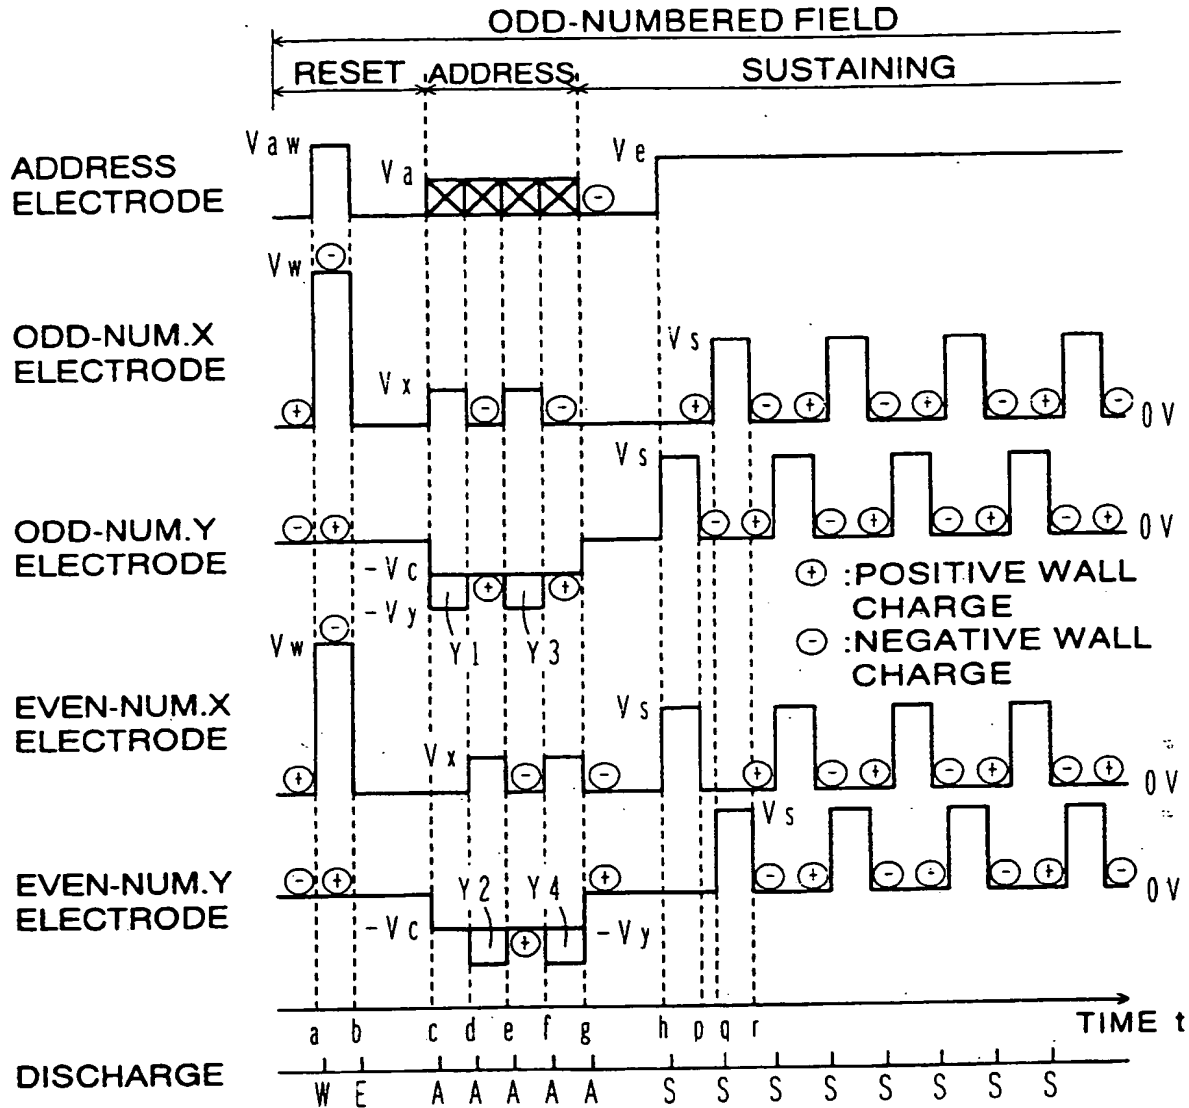 ODD-NUMBERED FIELD
RESET ADDRESS SUSTAINING
ADDRESS
ELECTRODE
Vaw
Va
Ve
-
Vw
-
ODD-NUM.X
ELECTRODE
Vx
Vs
+ - - + - + - + - + -
0V
ODD-NUM.Y
ELECTRODE
Vs
- + - + - + - + - +
0V
-Vc
+ +
-Vy
Y1 Y3
+ :POSITIVE WALL
CHARGE
- :NEGATIVE WALL
CHARGE
Vw
-
EVEN-NUM.X
ELECTRODE
Vx
Vs
+ - - + - + - + - +
0V
EVEN-NUM.Y
ELECTRODE
Vs
- + + - + - + - + -
0V
Y2 Y4
-Vc
+
-Vy
a b c d e f g h p q r
TIME t
DISCHARGE
W E A A A A A S S S S S S S S